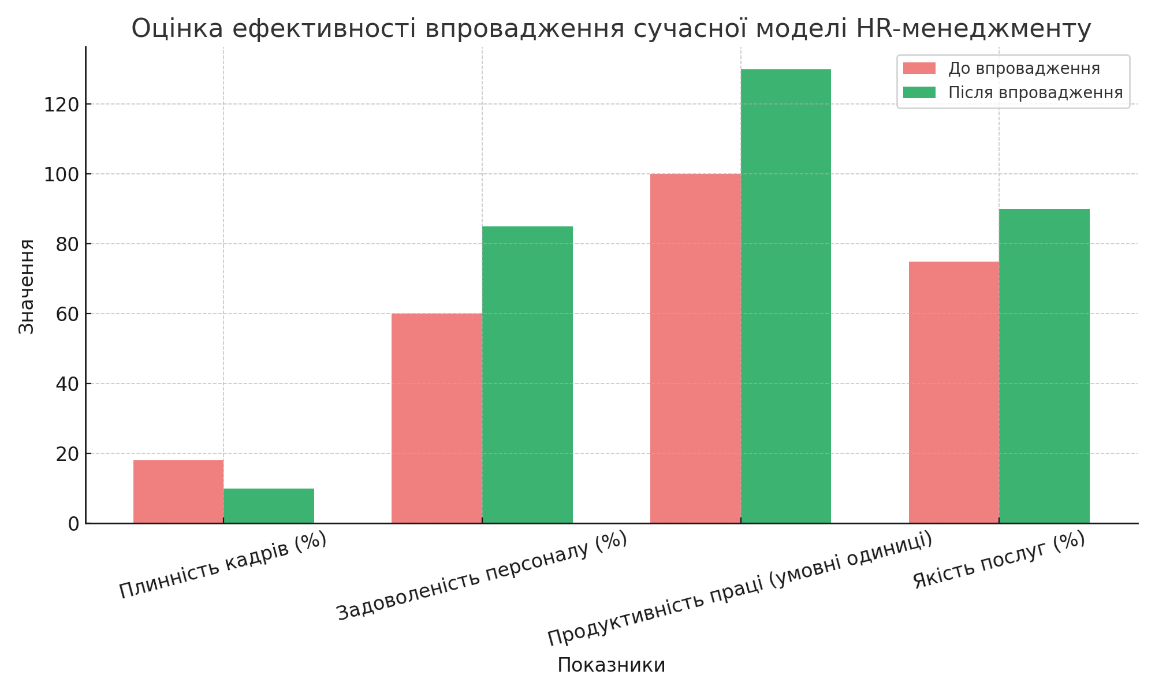 Оцінка ефективності впровадження сучасної моделі HR-менеджменту
До впровадження
Після впровадження
Значення
120
100
80
60
40
20
0
Плинність кадрів (%)
Задоволеність персоналу (%)
Продуктивність праці (умовні одиниці)
Якість послуг (%)
Показники